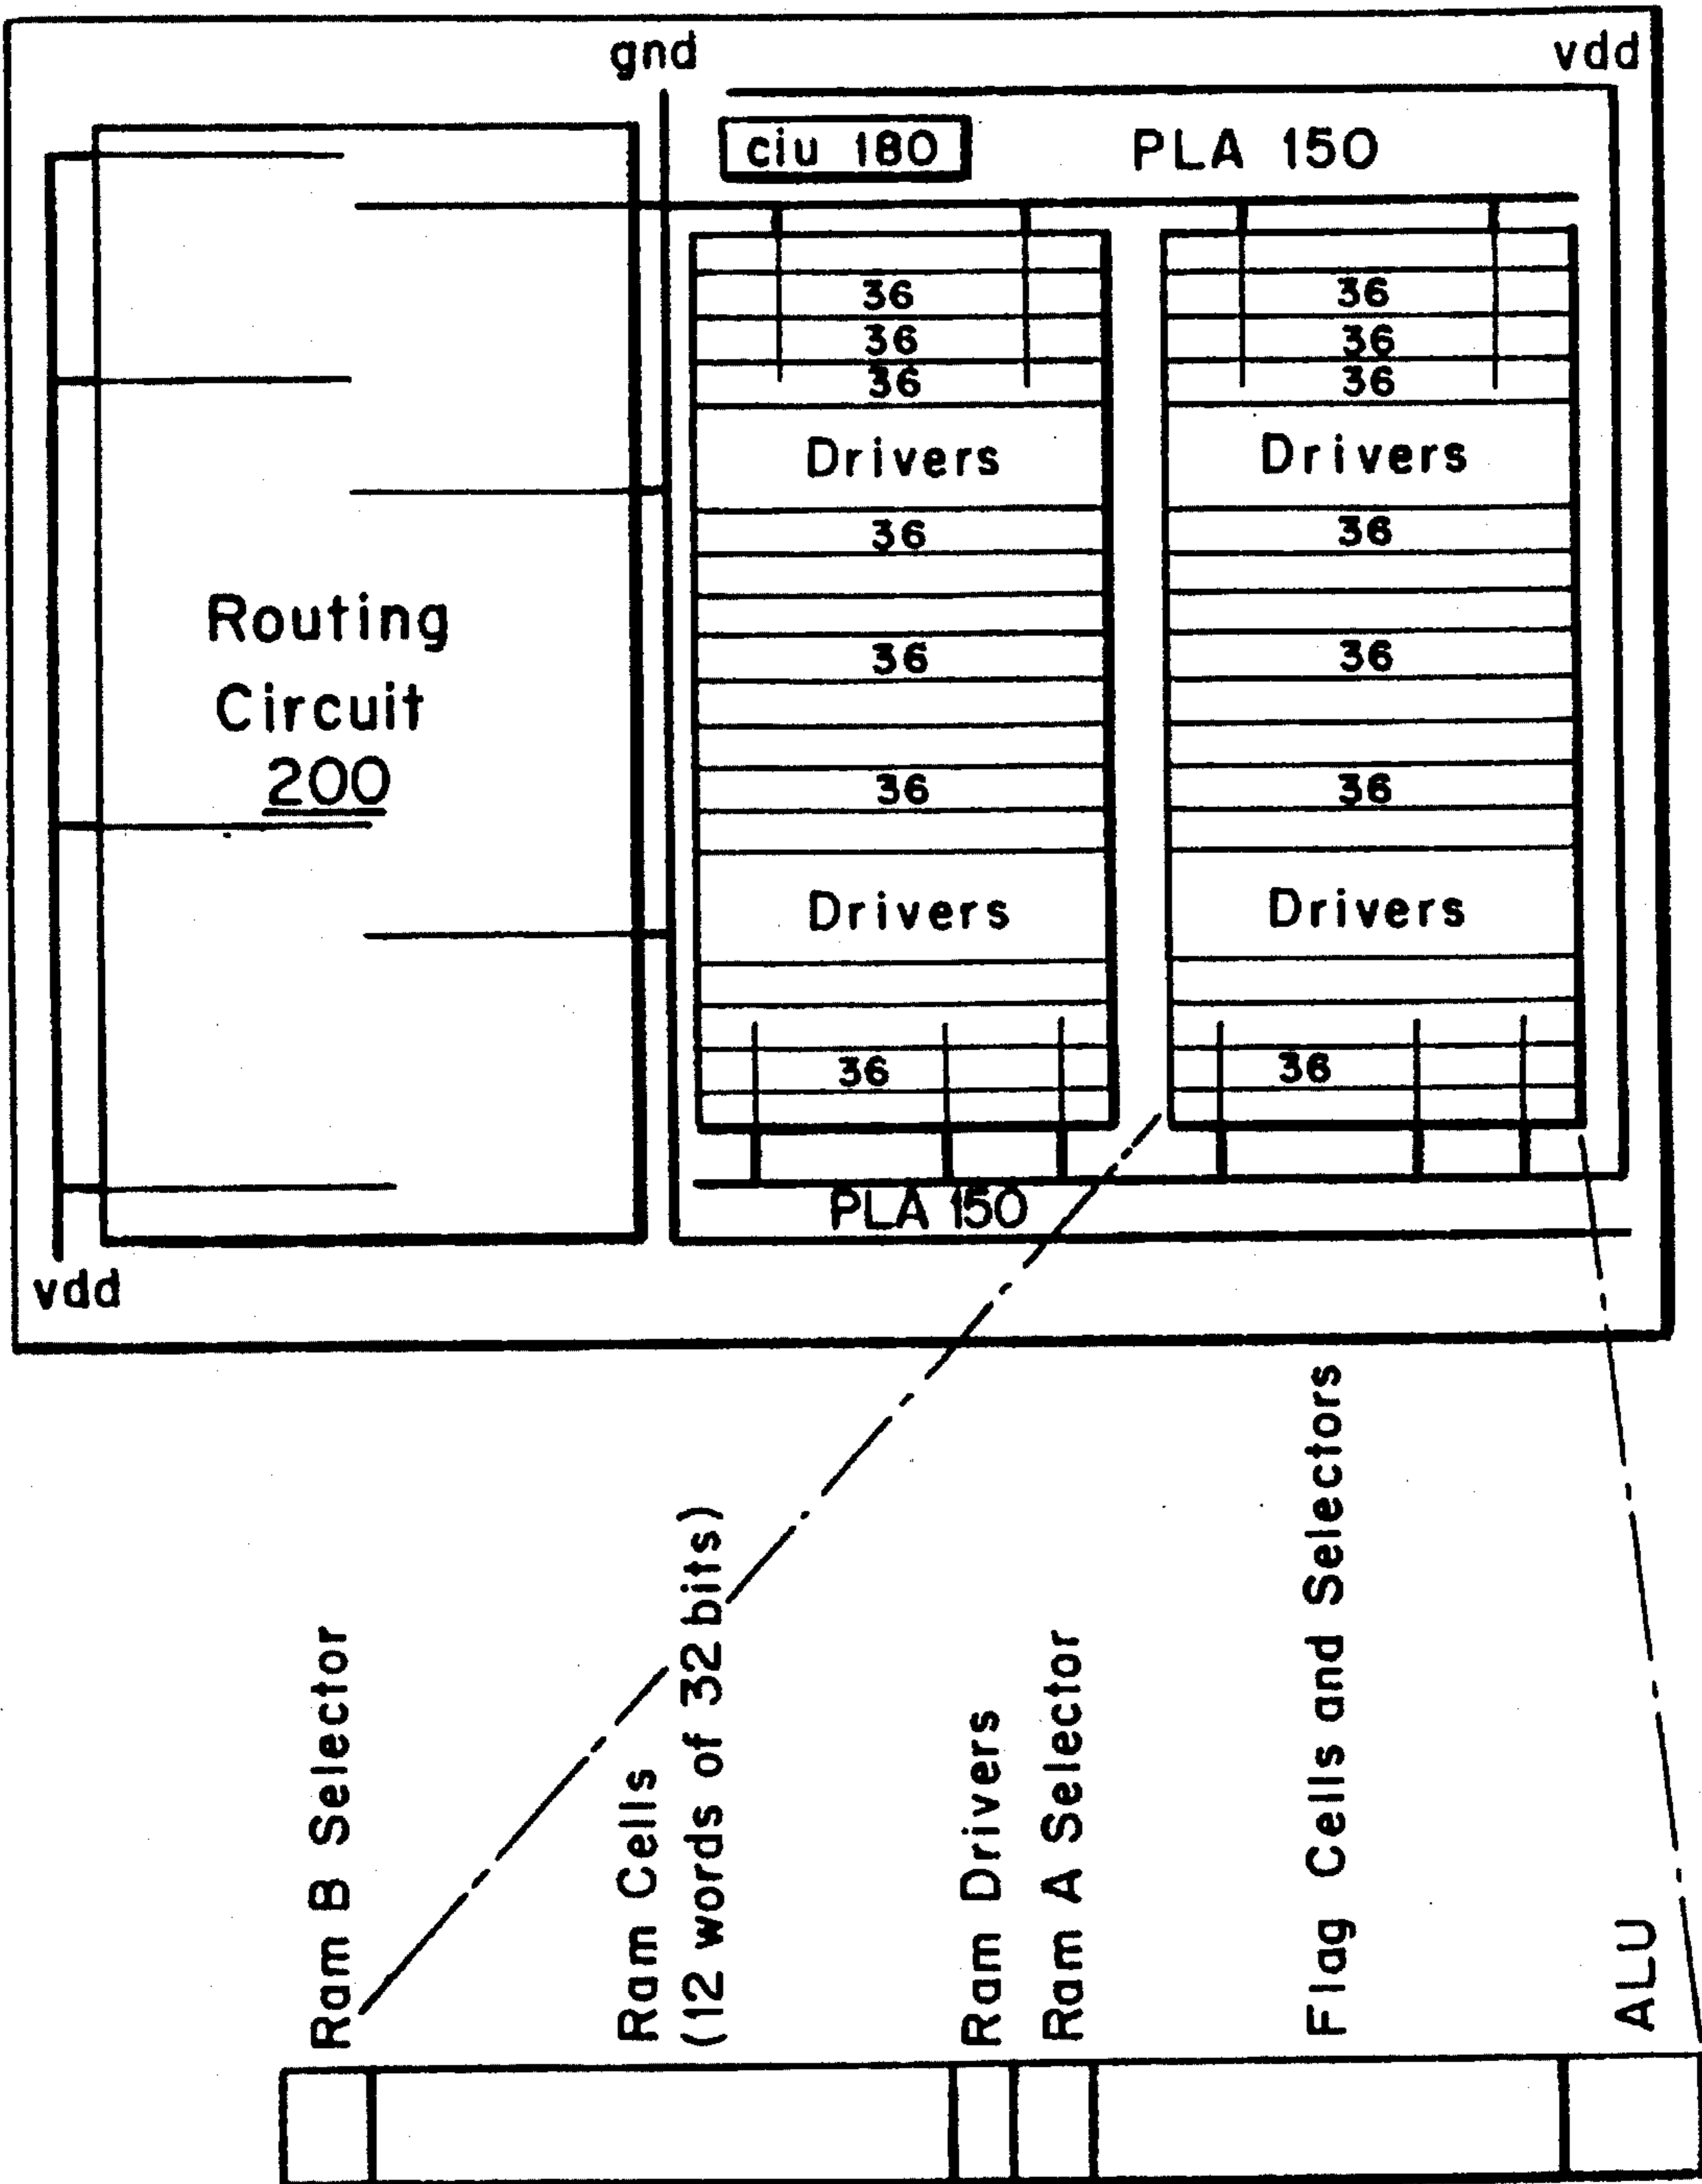 gnd
vdd
ciu 180
PLA 150
36
36
36
36
36
36
Drivers
Drivers
36
36
Routing
Circuit
200
36
36
36
36
Drivers
Drivers
36
36
PLA 150
vdd
Ram B Selector
Ram Cells
(12 words of 32 bits)
Ram Drivers
Ram A Selector
Flag Cells and Selectors
ALU